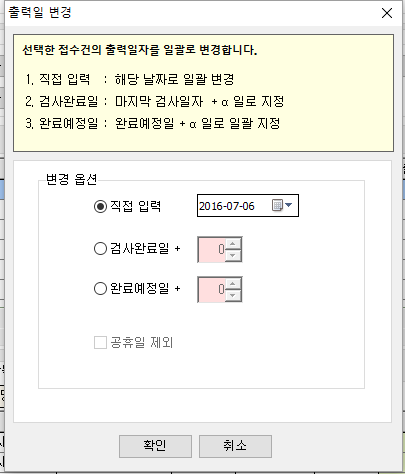 출력일 변경
선택한 접수건의 출력일자를 일괄로 변경합니다.
1. 직접 입력 : 해당 날짜로 일괄 변경
2. 검사완료일 : 마지막 검사일자 + α 일로 지정
3. 완료예정일 : 완료예정일 + α 일로 일괄 지정
변경 옵션
직접 입력 2016-07-06
검사완료일 + 0
완료예정일 + 0
공휴일 제외
확인 취소